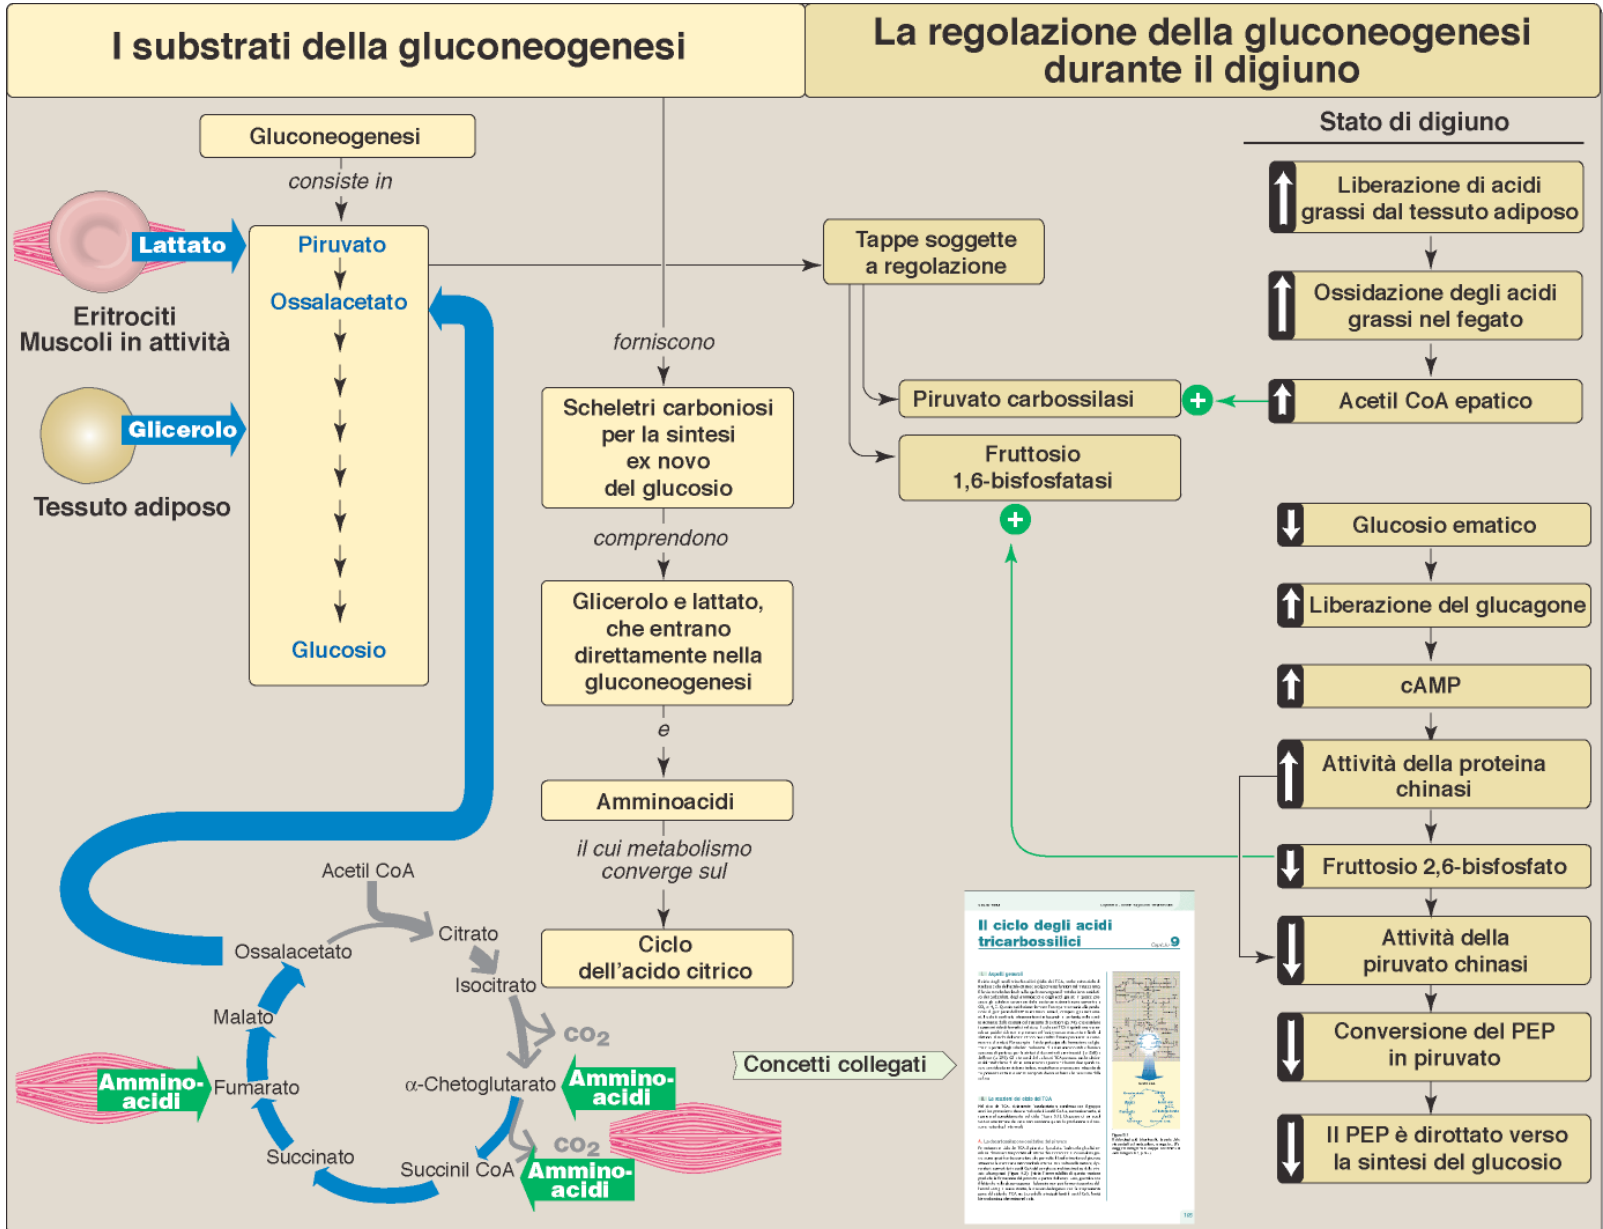 I substrati della gluconeogenesi
La regolazione della gluconeogenesi
durante il digiuno
Gluconeogenesi
consiste in
Lattato
Eritrociti
Muscoli in attività
Glicerolo
Tessuto adiposo
Piruvato
Ossalacetato
Glucosio
forniscono
Scheletri carboniosi
per la sintesi
ex novo
del glucosio
comprendono
Glicerolo e lattato,
che entrano
direttamente nella
gluconeogenesi
e
Amminoacidi
il cui metabolismo
converge sul
Ciclo
dell'acido citrico
Acetil CoA
Ossalacetato
Citrato
Isocitrato
CO2
α-Chetoglutarato
Ammino-
acidi
CO2
Succinil CoA
Ammino-
acidi
Succinato
Fumarato
Ammino-
acidi
Malato
Tappe soggette
a regolazione
Piruvato carbossilasi
+
Fruttosio
1,6-bisfosfatasi
+
Stato di digiuno
Liberazione di acidi
grassi dal tessuto adiposo
Ossidazione degli acidi
grassi nel fegato
Acetil CoA epatico
Glucosio ematico
Liberazione del glucagone
cAMP
Attività della proteina
chinasi
Fruttosio 2,6-bisfosfato
Attività della
piruvato chinasi
Conversione del PEP
in piruvato
Il PEP è dirottato verso
la sintesi del glucosio
Concetti collegati
Il ciclo degli acidi
tricarbossilici
9